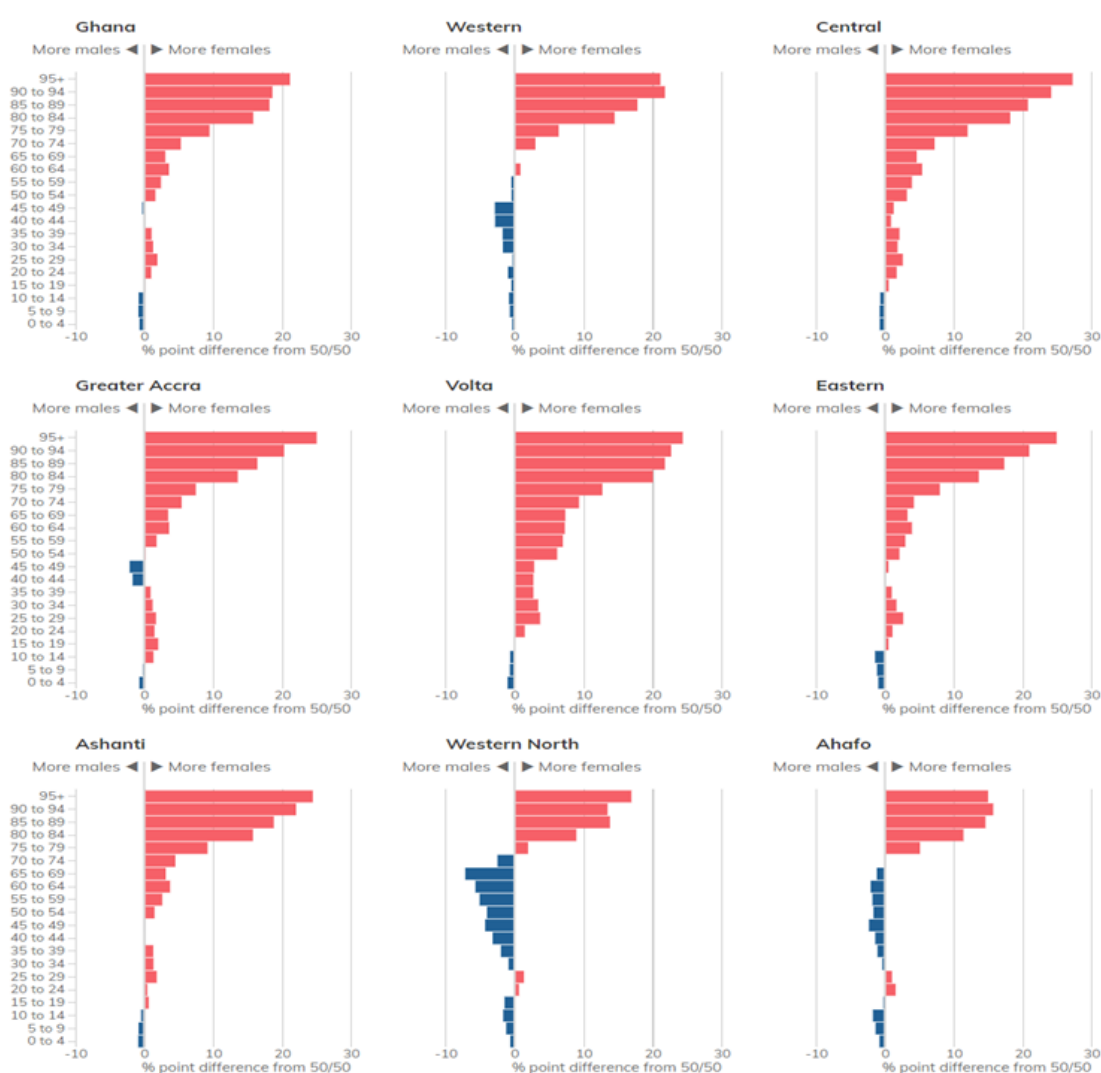 Ghana Western Central
More males ◀ ▶ More females More males ◀ ▶ More females More males ◀ ▶ More females
95+
90 to 94
85 to 89
80 to 84
75 to 79
70 to 74
65 to 69
60 to 64
55 to 59
50 to 54
45 to 49
40 to 44
35 to 39
30 to 34
25 to 29
20 to 24
15 to 19
10 to 14
5 to 9
0 to 4
-10 0 10 20 30 -10 0 10 20 30 -10 0 10 20 30
% point difference from 50/50 % point difference from 50/50 % point difference from 50/50
Greater Accra Volta Eastern
More males ◀ ▶ More females More males ◀ ▶ More females More males ◀ ▶ More females
95+
90 to 94
85 to 89
80 to 84
75 to 79
70 to 74
65 to 69
60 to 64
55 to 59
50 to 54
45 to 49
40 to 44
35 to 39
30 to 34
25 to 29
20 to 24
15 to 19
10 to 14
5 to 9
0 to 4
-10 0 10 20 30 -10 0 10 20 30 -10 0 10 20 30
% point difference from 50/50 % point difference from 50/50 % point difference from 50/50
Ashanti Western North Ahafo
More males ◀ ▶ More females More males ◀ ▶ More females More males ◀ ▶ More females
95+
90 to 94
85 to 89
80 to 84
75 to 79
70 to 74
65 to 69
60 to 64
55 to 59
50 to 54
45 to 49
40 to 44
35 to 39
30 to 34
25 to 29
20 to 24
15 to 19
10 to 14
5 to 9
0 to 4
-10 0 10 20 30 -10 0 10 20 30 -10 0 10 20 30
% point difference from 50/50 % point difference from 50/50 % point difference from 50/50